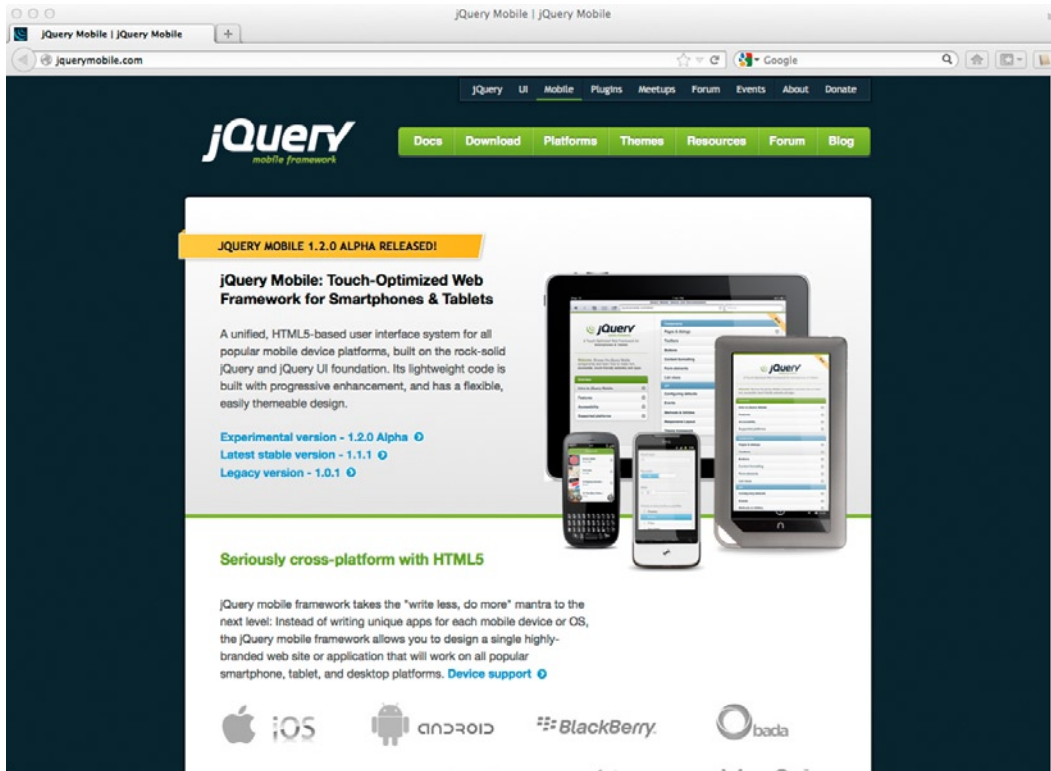 jQuery Mobile | jQuery Mobile
jQuery Mobile | jQuery Mobile
jquerymobile.com
Google
jQuery UI Mobile Plugins Meetups Forum Events About Donate
jQuery
mobile framework
Docs Download Platforms Themes Resources Forum Blog
JQUERY MOBILE 1.2.0 ALPHA RELEASED!
jQuery Mobile: Touch-Optimized Web
Framework for Smartphones & Tablets
A unified, HTML5-based user interface system for all
popular mobile device platforms, built on the rock-solid
jQuery and jQuery UI foundation. Its lightweight code is
built with progressive enhancement, and has a flexible,
easily themeable design.
Experimental version - 1.2.0 Alpha
Latest stable version - 1.1.1
Legacy version - 1.0.1
jQuery
jQuery
Seriously cross-platform with HTML5
jQuery mobile framework takes the "write less, do more" mantra to the
next level: Instead of writing unique apps for each mobile device or OS,
the jQuery mobile framework allows you to design a single highly-
branded web site or application that will work on all popular
smartphone, tablet, and desktop platforms. Device support
iOS android BlackBerry. bada